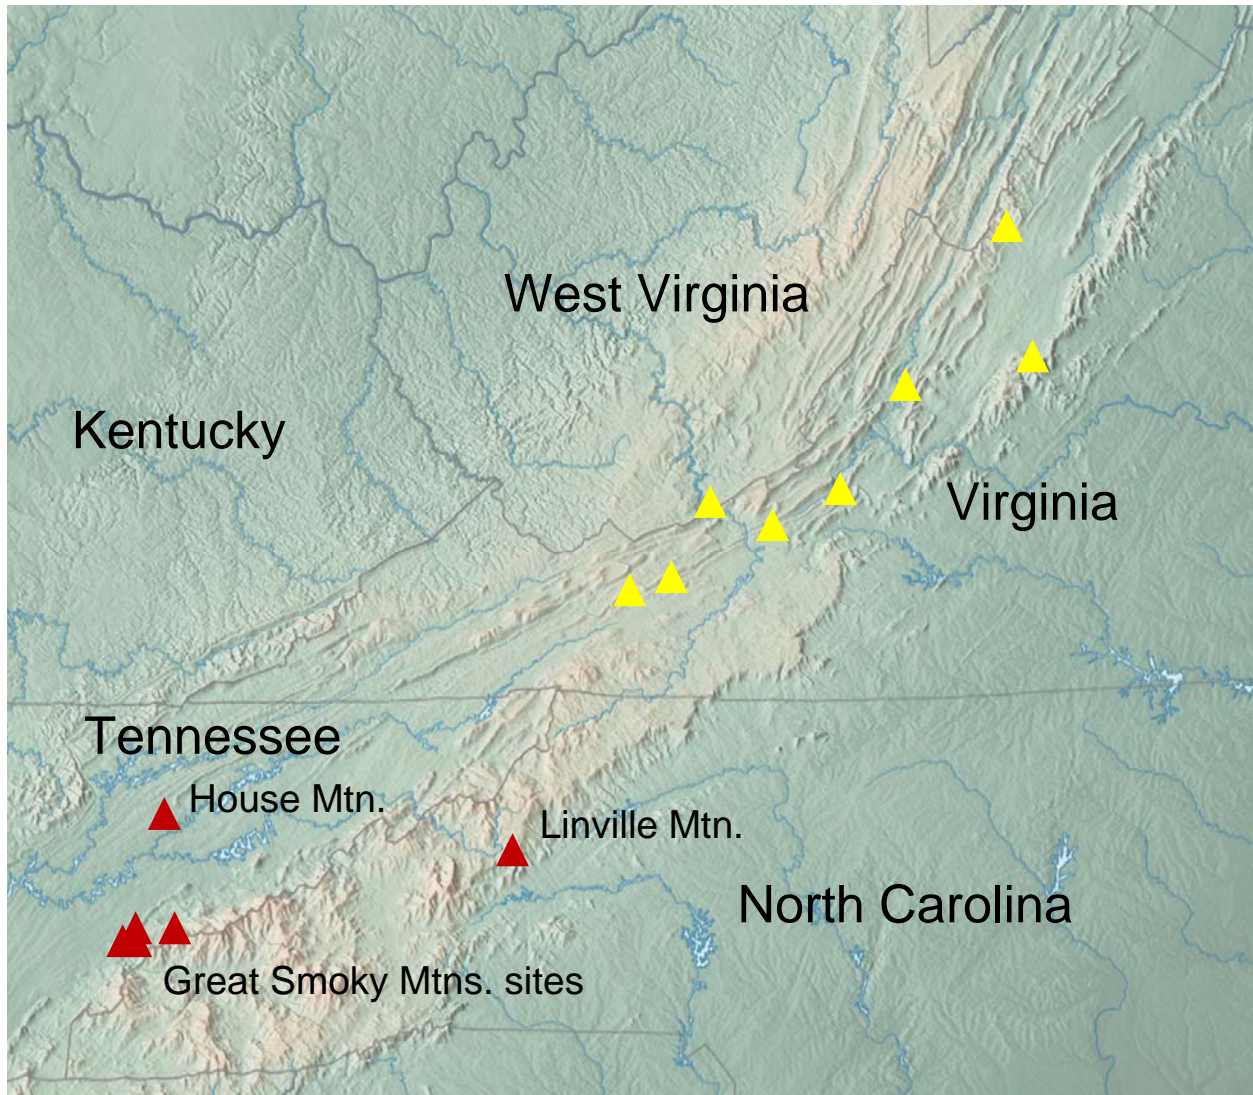 West Virginia
Kentucky
Virginia
Tennessee
House Mtn.
Linville Mtn.
North Carolina
Great Smoky Mtns. sites